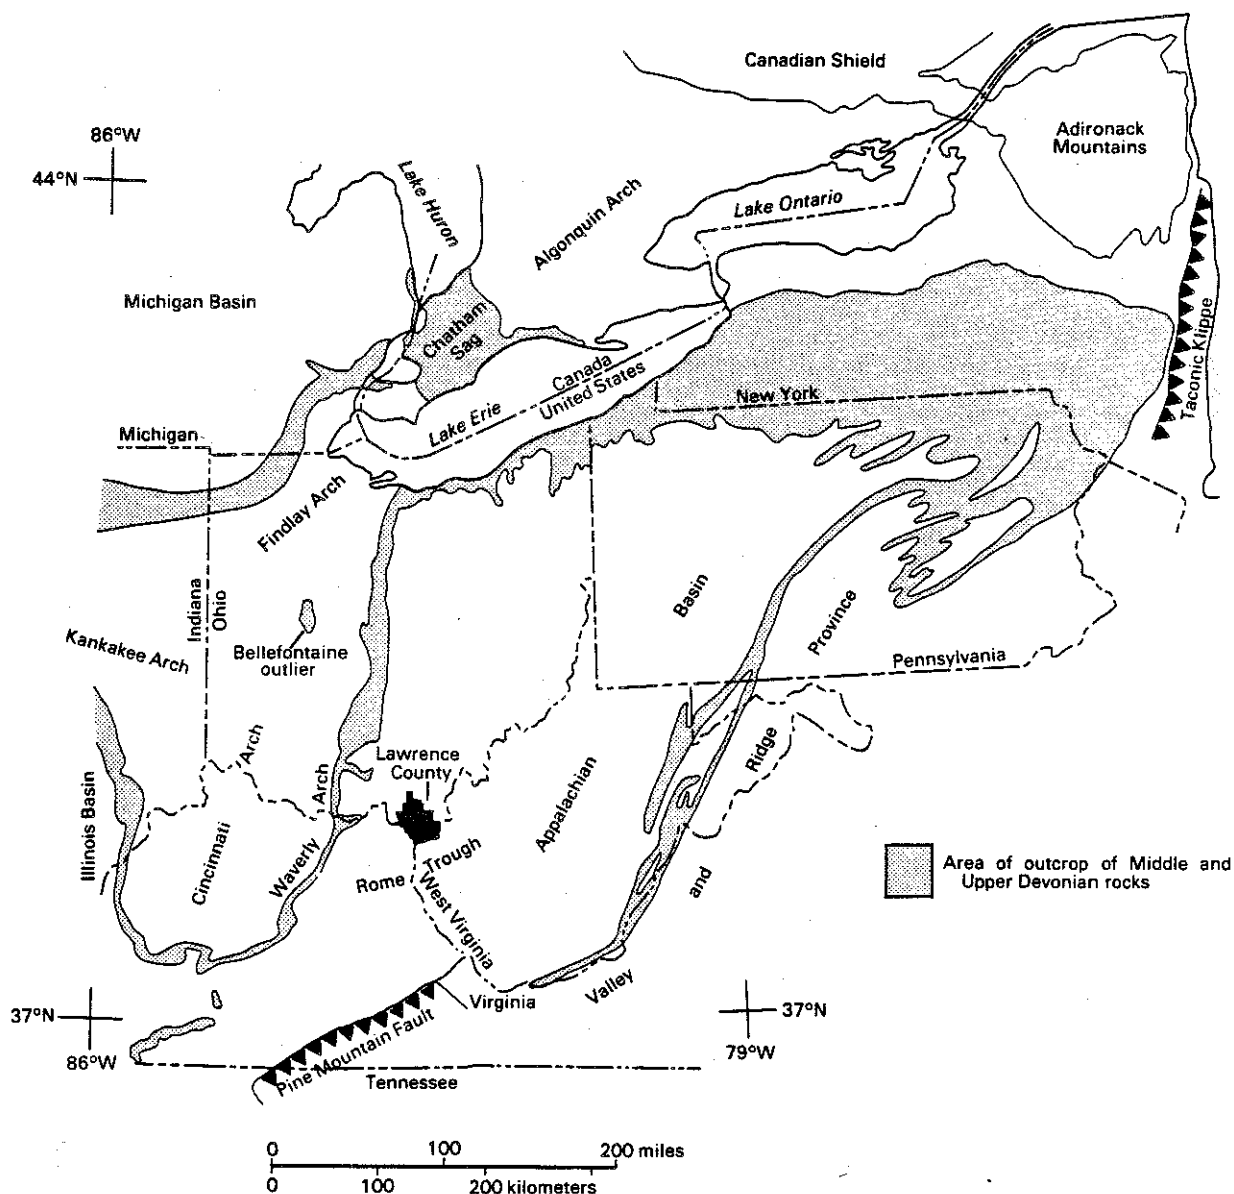 Canadian Shield
Adironack
Mountains
86°W
44°N
Lake Huron
Algonquin Arch
Lake Ontario
Michigan Basin
Chatham
Sag
Taconic Klippe
Canada
United States
Lake Erie
New York
Michigan
Findlay Arch
Indiana
Ohio
Basin
Province
Kankakee Arch
Bellefontaine
outlier
Pennsylvania
Arch
Ridge
Lawrence
County
Arch
Illinois Basin
Cincinnati
Waverly
Appalachian
Rome Trough
West Virginia
and
Area of outcrop of Middle and
Upper Devonian rocks
Valley
Virginia
37°N
37°N
86°W
79°W
Pine Mountain Fault
Tennessee
0 100 200 miles
0 100 200 kilometers